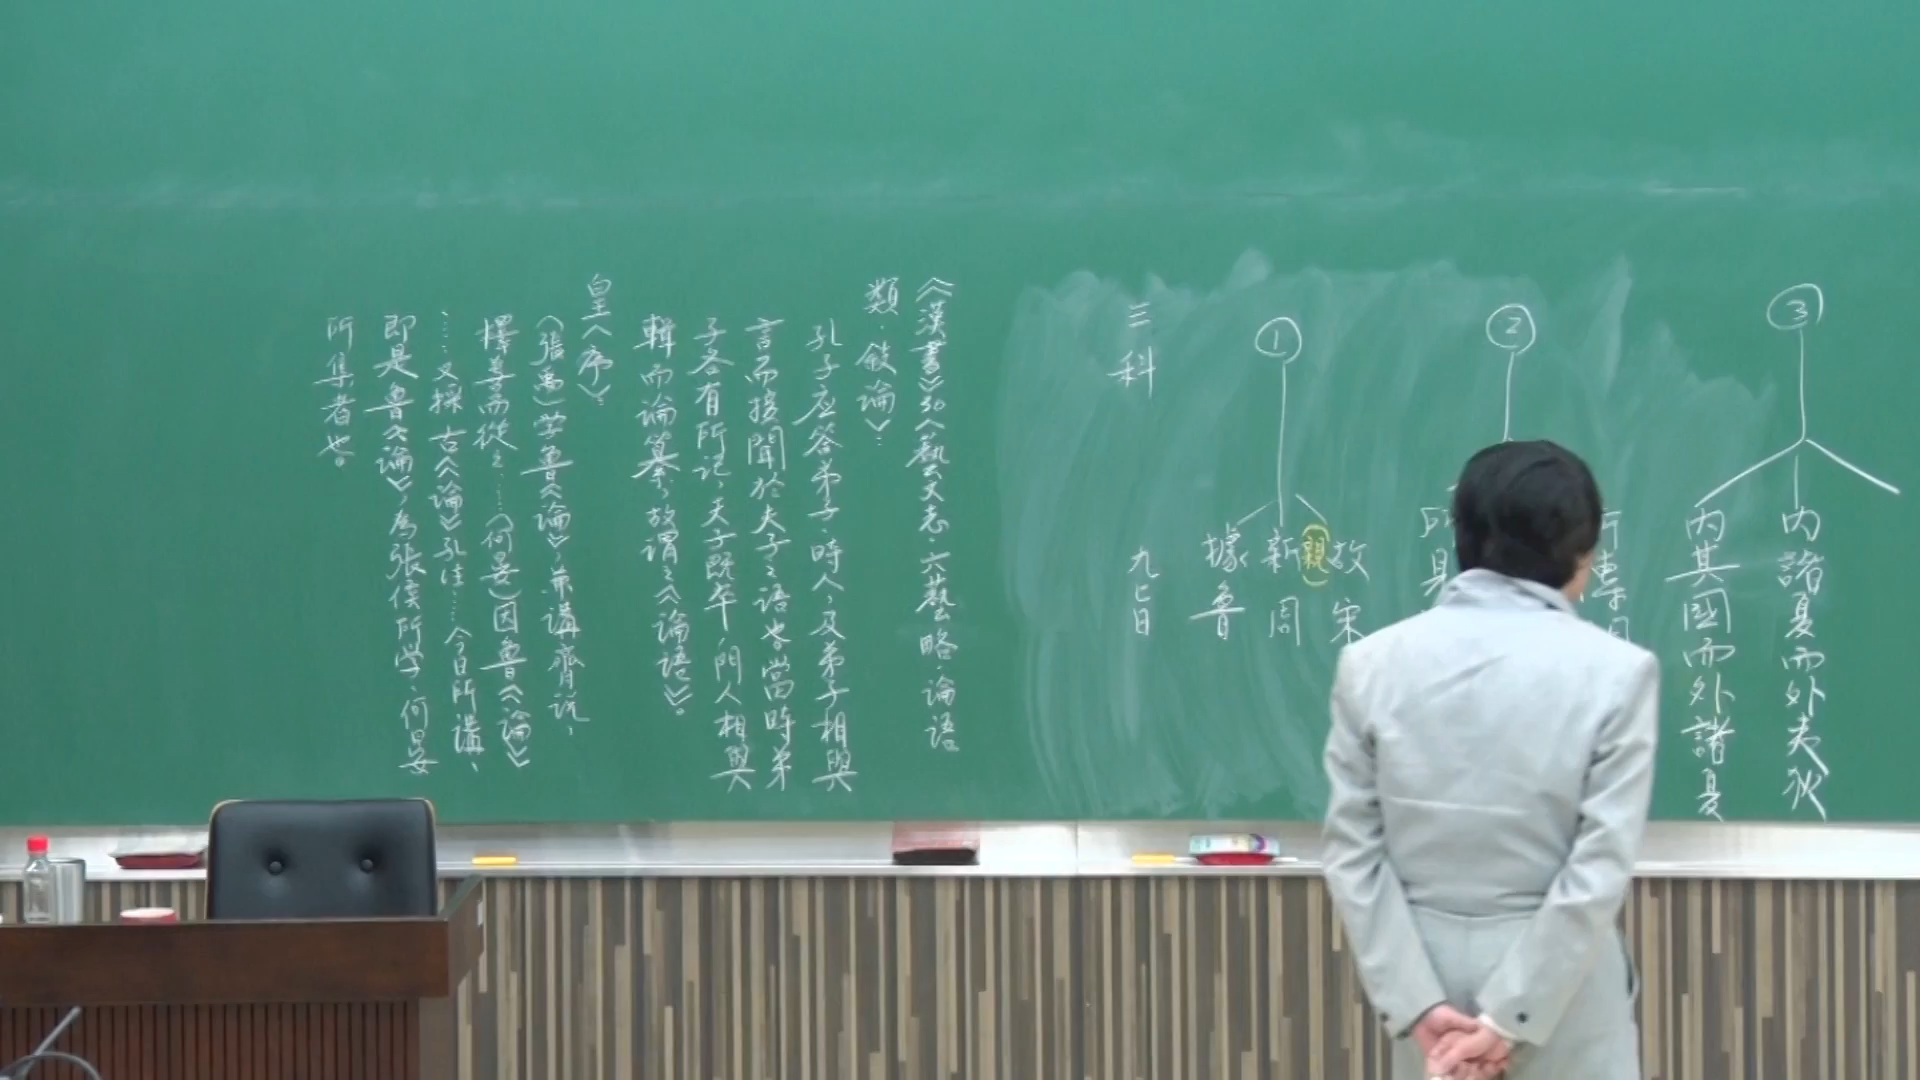 ③
內諸夏而外夷狄
內其國而外諸夏
②
所
①
故宋
新(親)周
據魯
三科
九旨
《漢書》30〈藝文志·六藝略·論語
類·敘論〉:
孔子應答弟子,時人,及弟子相與
言而接聞於夫子之語也。當時弟
子各有所記,夫子既卒,門人相與
輯而論篹,故謂之《論語》。
皇〈序〉:
(張禹)學魯《論》,兼講齊說,
擇善而從之……(何晏)因魯《論》
……又採古《論》孔注……今日所講,
即是魯《論》,為張侯所學,何晏
所集者也。